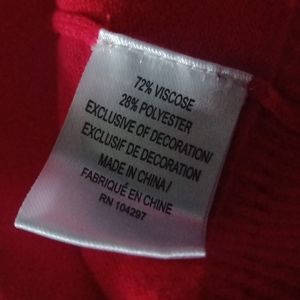 72% VISCOSE
28% POLYESTER
EXCLUSIVE OF DECORATION/
EXCLUSIF DE DECORATION
MADE IN CHINA/
FABRIQUÉ EN CHINE
RN 104297